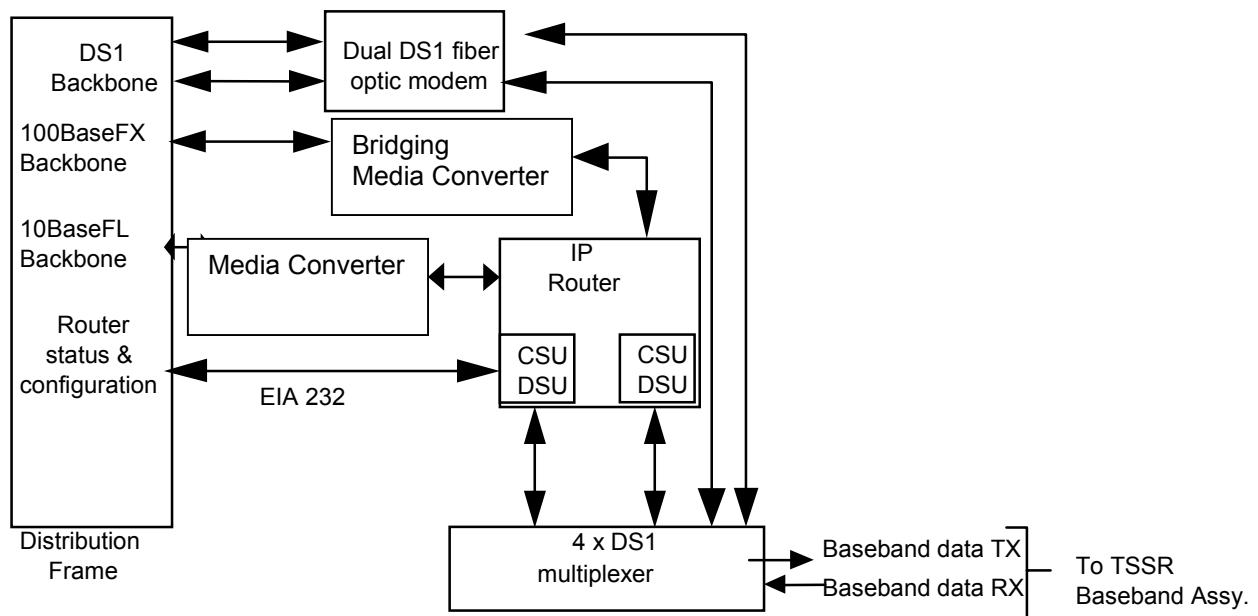 DS1
Backbone
Dual DS1 fiber
optic modem
100BaseFX
Backbone
Bridging
Media Converter
10BaseFL
Backbone
Media Converter
IP
Router
Router
status &
configuration
CSU
DSU
CSU
DSU
EIA 232
Distribution
Frame
4 x DS1
multiplexer
Baseband data TX
Baseband data RX
To TSSR
Baseband Assy.